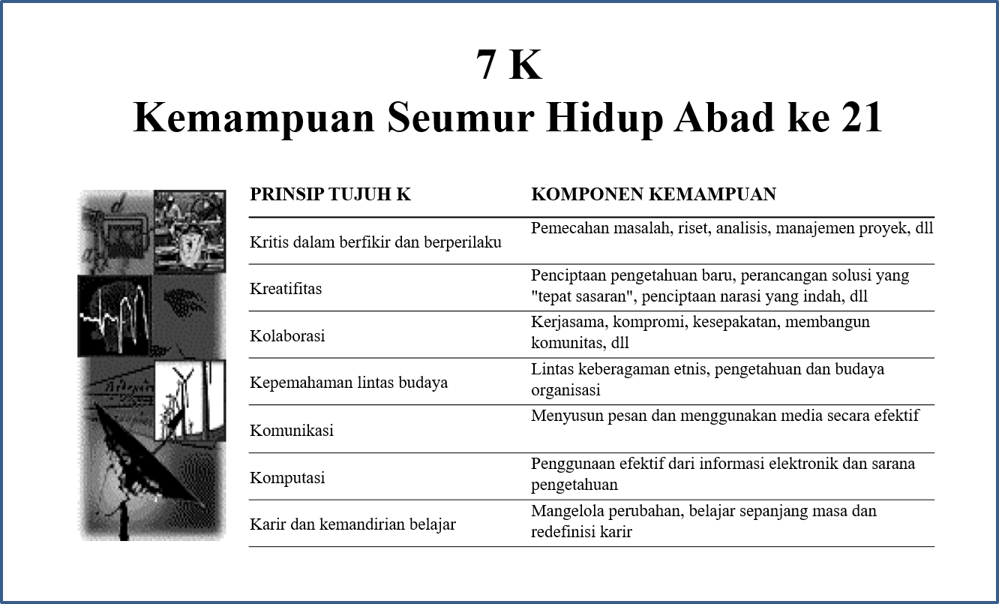 7 K
Kemampuan Seumur Hidup Abad ke 21
PRINSIP TUJUH K KOMPONEN KEMAMPUAN
Kritis dalam berfikir dan berperilaku
Pemecahan masalah, riset, analisis, manajemen proyek, dll
Kreatifitas
Penciptaan pengetahuan baru, perancangan solusi yang
"tepat sasaran", penciptaan narasi yang indah, dll
Kolaborasi
Kerjasama, kompromi, kesepakatan, membangun
komunitas, dll
Kepemahaman lintas budaya
Lintas keberagaman etnis, pengetahuan dan budaya
organisasi
Komunikasi
Menyusun pesan dan menggunakan media secara efektif
Komputasi
Penggunaan efektif dari informasi elektronik dan sarana
pengetahuan
Karir dan kemandirian belajar
Mangelola perubahan, belajar sepanjang masa dan
redefinisi karir